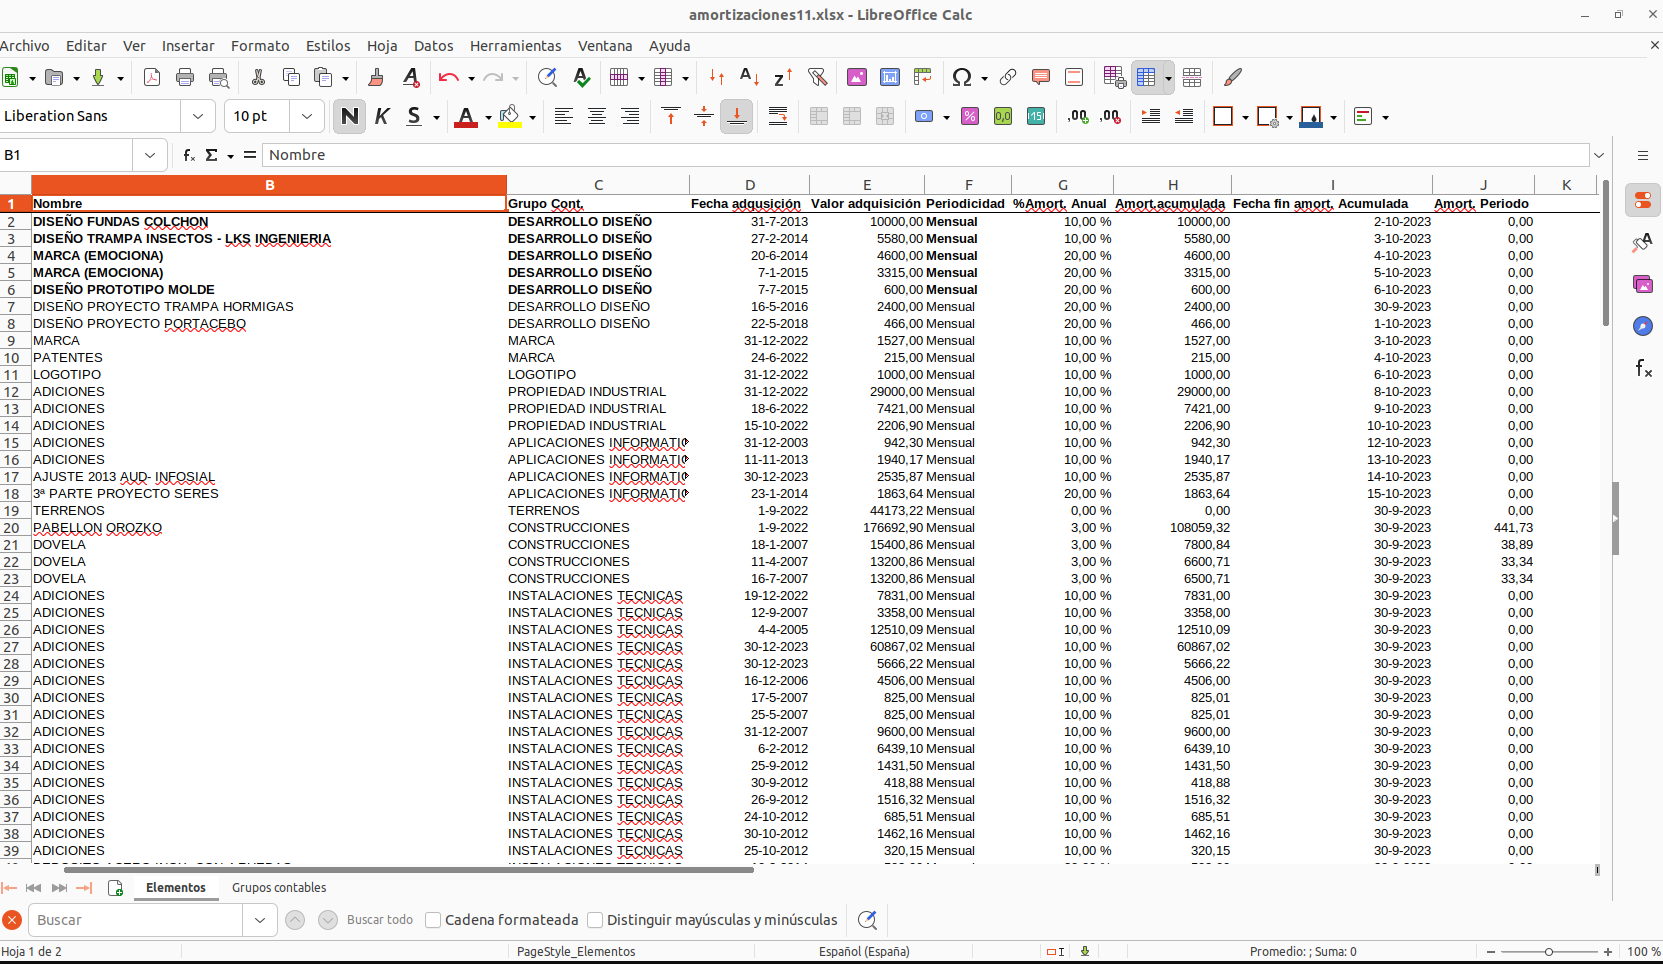 amortizaciones11.xlsx - LibreOffice Calc
Archivo Editar Ver Insertar Formato Estilos Hoja Datos Herramientas Ventana Ayuda
Liberation Sans 10 pt N K S
B1 Nombre
B C D E F G H I J K
1 Nombre Grupo Cont. Fecha adqusición Valor adquisición Periodicidad %Amort. Anual Amort.acumulada Fecha fin amort. Acumulada Amort. Periodo
2 DISEÑO FUNDAS COLCHON DESARROLLO DISEÑO 31-7-2013 10000,00 Mensual 10,00 % 10000,00 2-10-2023 0,00
3 DISEÑO TRAMPA INSECTOS - LKS INGENIERIA DESARROLLO DISEÑO 27-2-2014 5580,00 Mensual 10,00 % 5580,00 3-10-2023 0,00
4 MARCA (EMOCIONA) DESARROLLO DISEÑO 20-6-2014 4600,00 Mensual 20,00 % 4600,00 4-10-2023 0,00
5 MARCA (EMOCIONA) DESARROLLO DISEÑO 7-1-2015 3315,00 Mensual 20,00 % 3315,00 5-10-2023 0,00
6 DISEÑO PROTOTIPO MOLDE DESARROLLO DISEÑO 7-7-2015 600,00 Mensual 20,00 % 600,00 6-10-2023 0,00
7 DISEÑO PROYECTO TRAMPA HORMIGAS DESARROLLO DISEÑO 16-5-2016 2400,00 Mensual 20,00 % 2400,00 30-9-2023 0,00
8 DISEÑO PROYECTO PORTACEBO DESARROLLO DISEÑO 22-5-2018 466,00 Mensual 20,00 % 466,00 1-10-2023 0,00
9 MARCA MARCA 31-12-2022 1527,00 Mensual 10,00 % 1527,00 3-10-2023 0,00
10 PATENTES MARCA 24-6-2022 215,00 Mensual 10,00 % 215,00 4-10-2023 0,00
11 LOGOTIPO LOGOTIPO 31-12-2022 1000,00 Mensual 10,00 % 1000,00 6-10-2023 0,00
12 ADICIONES PROPIEDAD INDUSTRIAL 31-12-2022 29000,00 Mensual 10,00 % 29000,00 8-10-2023 0,00
13 ADICIONES PROPIEDAD INDUSTRIAL 18-6-2022 7421,00 Mensual 10,00 % 7421,00 9-10-2023 0,00
14 ADICIONES PROPIEDAD INDUSTRIAL 15-10-2022 2206,90 Mensual 10,00 % 2206,90 10-10-2023 0,00
15 ADICIONES APLICACIONES INFORMATIC 31-12-2003 942,30 Mensual 10,00 % 942,30 12-10-2023 0,00
16 ADICIONES APLICACIONES INFORMATIC 11-11-2013 1940,17 Mensual 10,00 % 1940,17 13-10-2023 0,00
17 AJUSTE 2013 AUD- INFOSIAL APLICACIONES INFORMATIC 30-12-2023 2535,87 Mensual 10,00 % 2535,87 14-10-2023 0,00
18 3ª PARTE PROYECTO SERES APLICACIONES INFORMATIC 23-1-2014 1863,64 Mensual 20,00 % 1863,64 15-10-2023 0,00
19 TERRENOS TERRENOS 1-9-2022 44173,22 Mensual 0,00 % 0,00 30-9-2023 0,00
20 PABELLON OROZKO CONSTRUCCIONES 1-9-2022 176692,90 Mensual 3,00 % 108059,32 30-9-2023 441,73
21 DOVELA CONSTRUCCIONES 18-1-2007 15400,86 Mensual 3,00 % 7800,84 30-9-2023 38,89
22 DOVELA CONSTRUCCIONES 11-4-2007 13200,86 Mensual 3,00 % 6600,71 30-9-2023 33,34
23 DOVELA CONSTRUCCIONES 16-7-2007 13200,86 Mensual 3,00 % 6500,71 30-9-2023 33,34
24 ADICIONES INSTALACIONES TECNICAS 19-12-2022 7831,00 Mensual 10,00 % 7831,00 30-9-2023 0,00
25 ADICIONES INSTALACIONES TECNICAS 12-9-2007 3358,00 Mensual 10,00 % 3358,00 30-9-2023 0,00
26 ADICIONES INSTALACIONES TECNICAS 4-4-2005 12510,09 Mensual 10,00 % 12510,09 30-9-2023 0,00
27 ADICIONES INSTALACIONES TECNICAS 30-12-2023 60867,02 Mensual 10,00 % 60867,02 30-9-2023 0,00
28 ADICIONES INSTALACIONES TECNICAS 30-12-2023 5666,22 Mensual 10,00 % 5666,22 30-9-2023 0,00
29 ADICIONES INSTALACIONES TECNICAS 16-12-2006 4506,00 Mensual 10,00 % 4506,00 30-9-2023 0,00
30 ADICIONES INSTALACIONES TECNICAS 17-5-2007 825,00 Mensual 10,00 % 825,01 30-9-2023 0,00
31 ADICIONES INSTALACIONES TECNICAS 25-5-2007 825,00 Mensual 10,00 % 825,01 30-9-2023 0,00
32 ADICIONES INSTALACIONES TECNICAS 31-12-2007 9600,00 Mensual 10,00 % 9600,00 30-9-2023 0,00
33 ADICIONES INSTALACIONES TECNICAS 6-2-2012 6439,10 Mensual 10,00 % 6439,10 30-9-2023 0,00
34 ADICIONES INSTALACIONES TECNICAS 25-9-2012 1431,50 Mensual 10,00 % 1431,50 30-9-2023 0,00
35 ADICIONES INSTALACIONES TECNICAS 30-9-2012 418,88 Mensual 10,00 % 418,88 30-9-2023 0,00
36 ADICIONES INSTALACIONES TECNICAS 26-9-2012 1516,32 Mensual 10,00 % 1516,32 30-9-2023 0,00
37 ADICIONES INSTALACIONES TECNICAS 24-10-2012 685,51 Mensual 10,00 % 685,51 30-9-2023 0,00
38 ADICIONES INSTALACIONES TECNICAS 30-10-2012 1462,16 Mensual 10,00 % 1462,16 30-9-2023 0,00
39 ADICIONES INSTALACIONES TECNICAS 25-10-2012 320,15 Mensual 10,00 % 320,15 30-9-2023 0,00
Elementos Grupos contables
Buscar Buscar todo Cadena formateada Distinguir mayúsculas y minúsculas
Hoja 1 de 2 PageStyle_Elementos Español (España) Promedio: ; Suma: 0 100 %